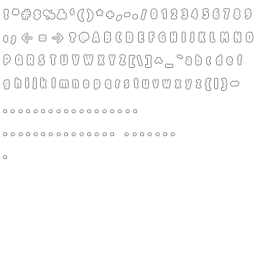 !"#$%&'()*+,-./0123456789
:;<=>?@ABCDEFGHIJKLMNO
PQRSTUVWXYZ[\]^_`abcdef
ghijklmnopqrstuvwxyz{|}~